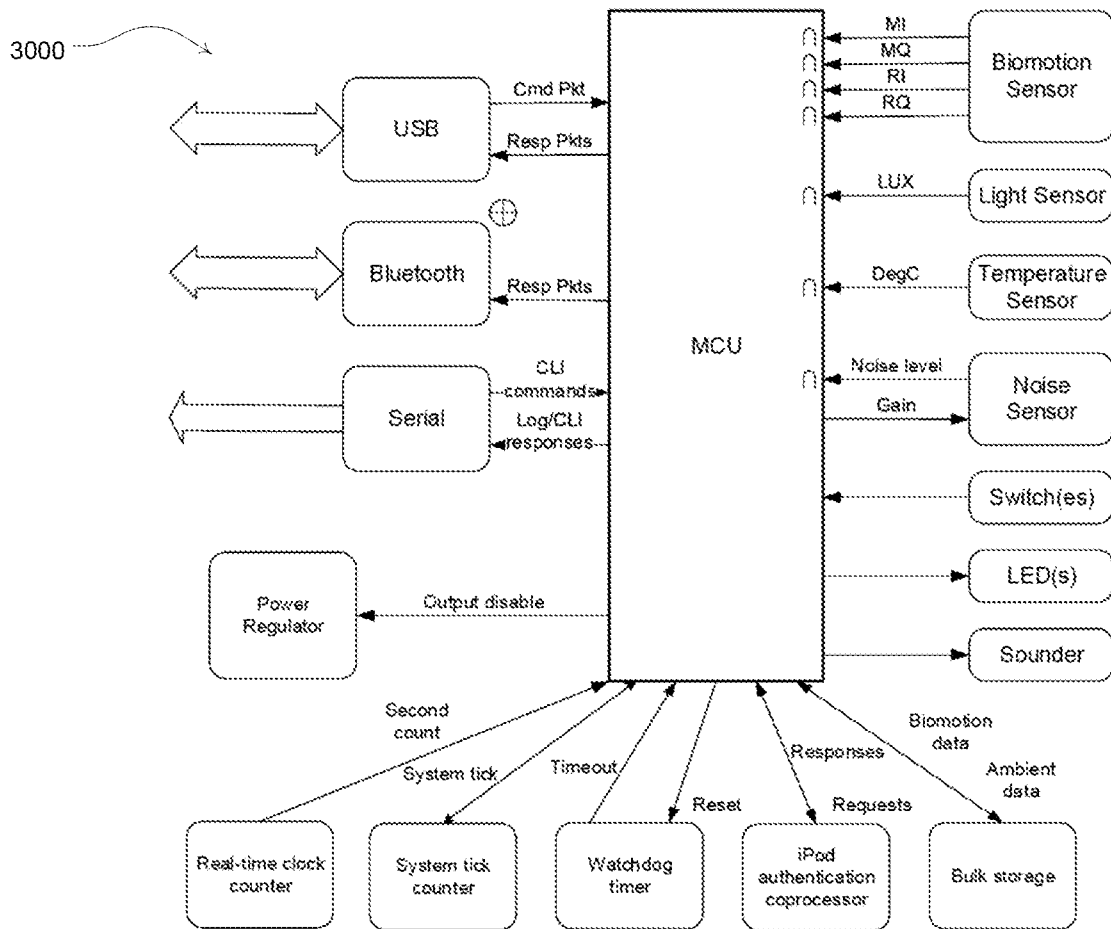 3000
USB
Cmd Pkt
Resp Pkts
Bluetooth
Resp Pkts
Serial
CLI
commands
Log/CLI
responses
Power
Regulator
Output disable
MCU
MI
MQ
RI
RQ
Biomotion
Sensor
LUX
Light Sensor
DegC
Temperature
Sensor
Noise level
Gain
Noise
Sensor
Switch(es)
LED(s)
Sounder
Second
count
System tick
Timeout
Reset
Responses
Requests
Biomotion
data
Ambient
data
Real-time clock
counter
System tick
counter
Watchdog
timer
iPod
authentication
coprocessor
Bulk storage